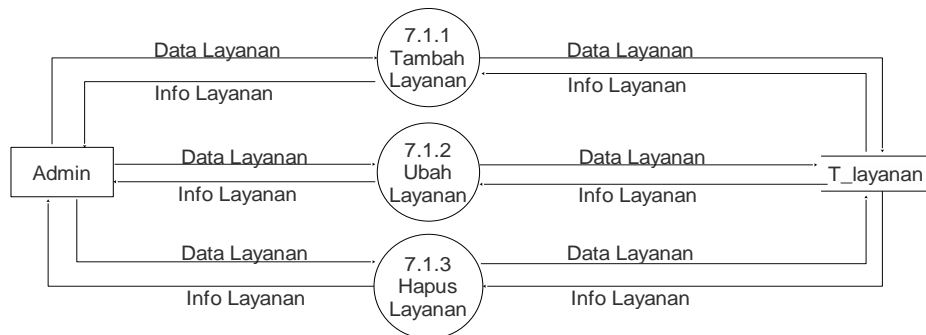 7.1.1
Tambah
Layanan
Data Layanan
Data Layanan
Info Layanan
Info Layanan
Admin
7.1.2
Ubah
Layanan
Data Layanan
Data Layanan
Info Layanan
Info Layanan
T_layanan
7.1.3
Hapus
Layanan
Data Layanan
Data Layanan
Info Layanan
Info Layanan